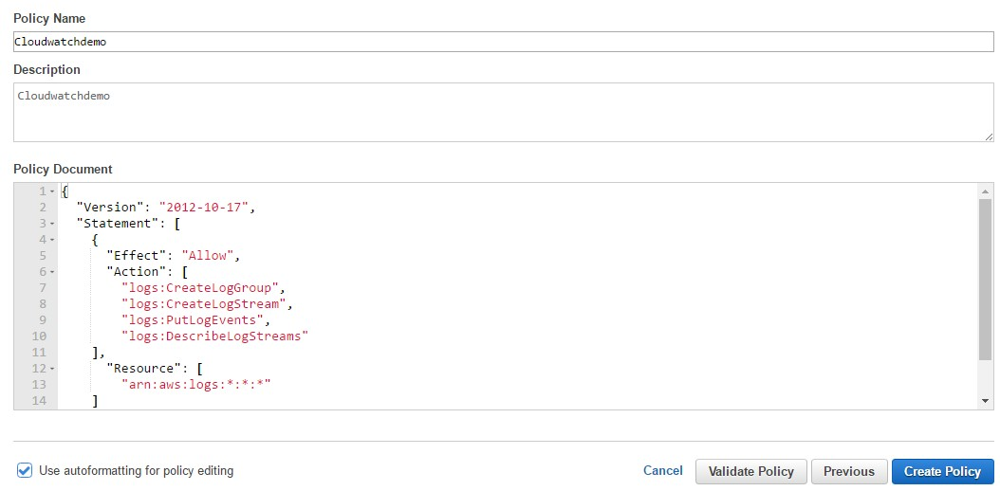 Policy Name
Cloudwatchdemo
Description
Cloudwatchdemo
Policy Document
1 {
2 "Version": "2012-10-17",
3 "Statement": [
4 {
5 "Effect": "Allow",
6 "Action": [
7 "logs:CreateLogGroup",
8 "logs:CreateLogStream",
9 "logs:PutLogEvents",
10 "logs:DescribeLogStreams"
11 ],
12 "Resource": [
13 "arn:aws:logs:*:*:*"
14 ]
Use autoformatting for policy editing Cancel Validate Policy Previous Create Policy